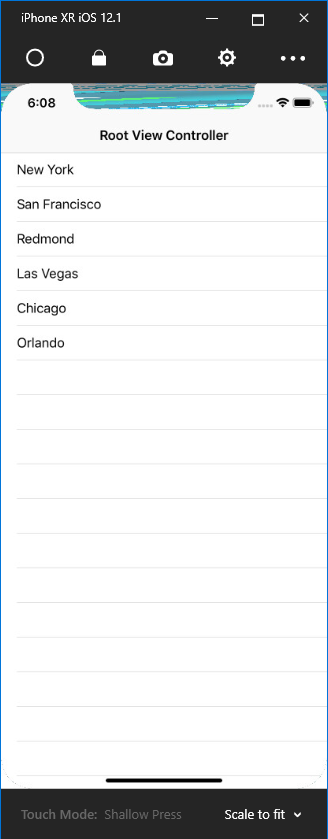 iPhone XR iOS 12.1
6:08
Root View Controller
New York
San Francisco
Redmond
Las Vegas
Chicago
Orlando
Touch Mode: Shallow Press Scale to fit